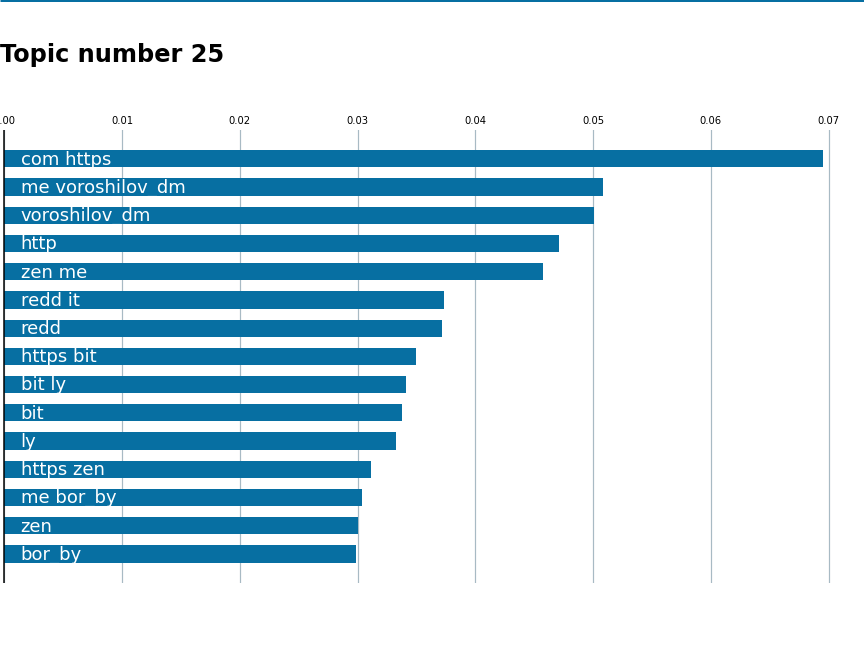 Topic number 25
.00 0.01 0.02 0.03 0.04 0.05 0.06 0.07
com https
me voroshilov_dm
voroshilov_dm
http
zen me
redd it
redd
https bit
bit ly
bit
ly
https zen
me bor_by
zen
bor_by